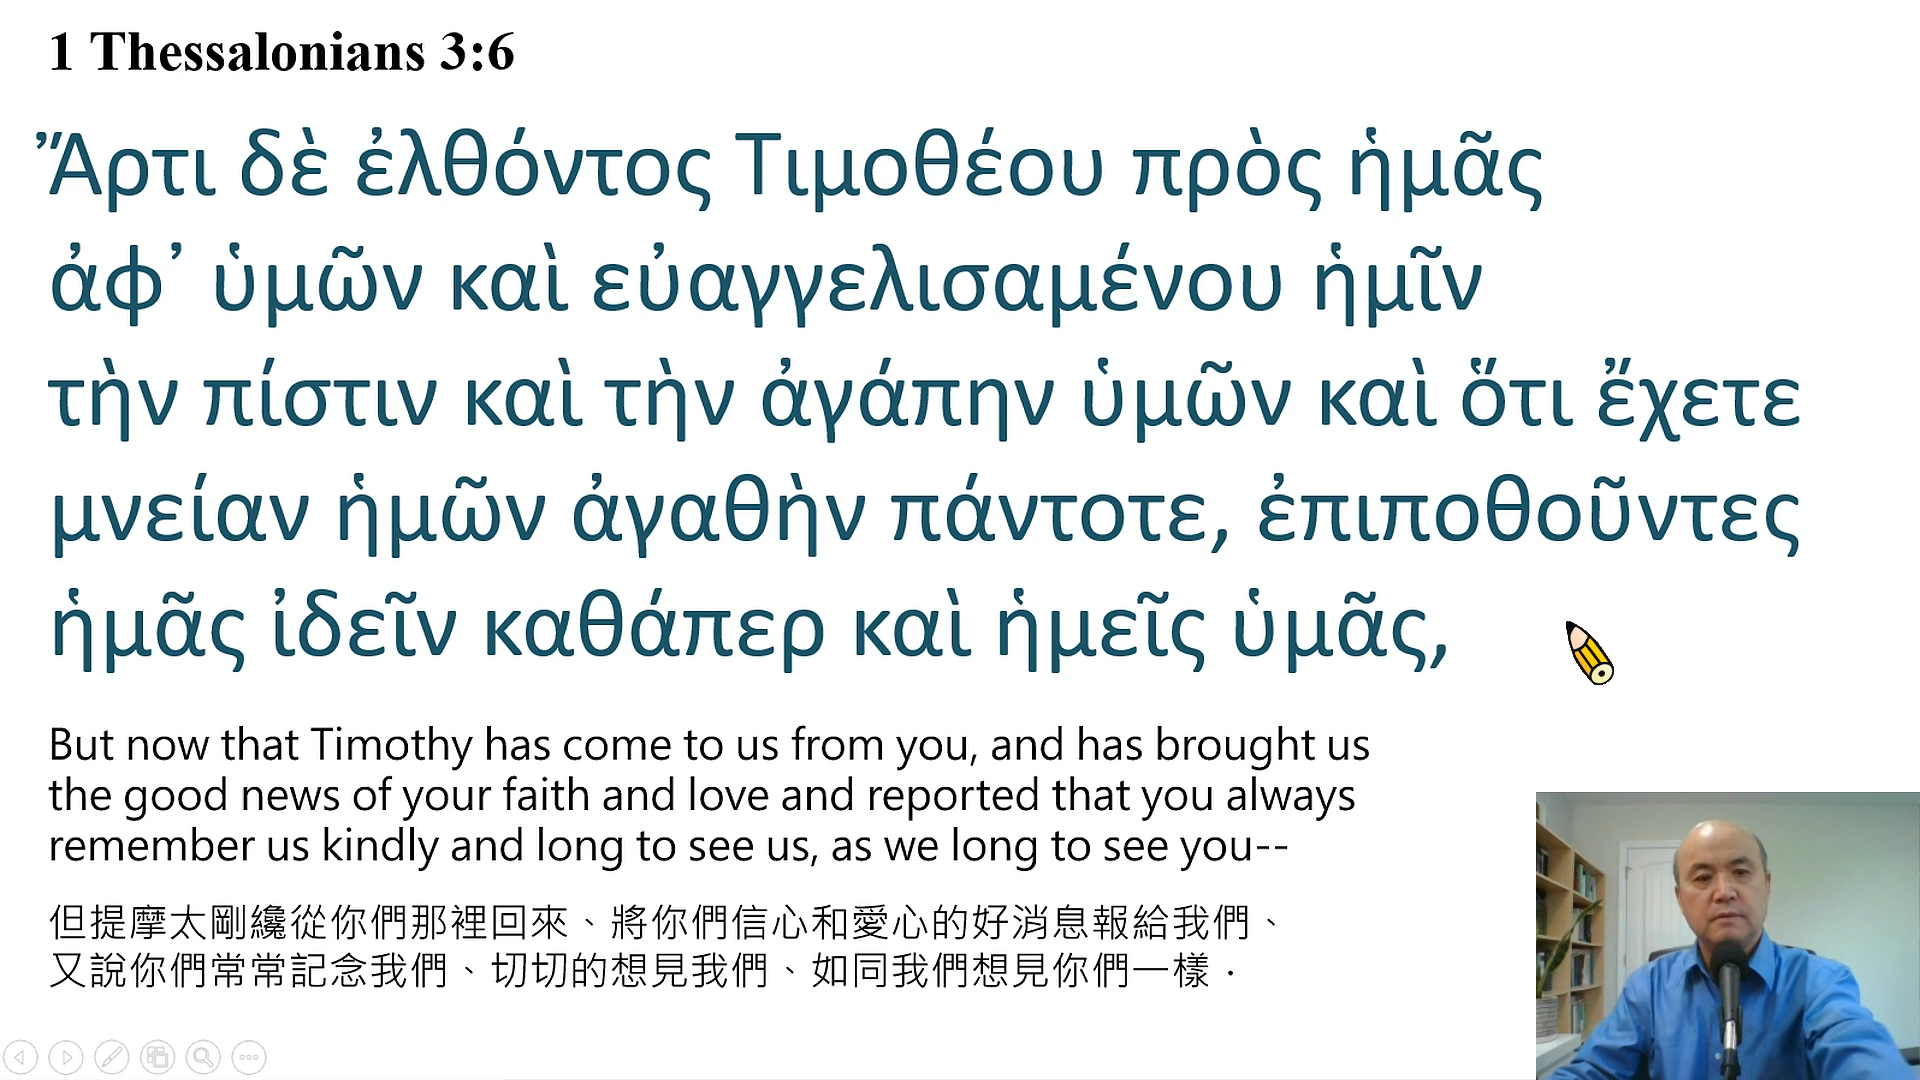 1 Thessalonians 3:6
Ἄρτι δὲ ἐλθόντος Τιμοθέου πρὸς ἡμᾶς
ἀφ᾽ ὑμῶν καὶ εὐαγγελισαμένου ἡμῖν
τὴν πίστιν καὶ τὴν ἀγάπην ὑμῶν καὶ ὅτι ἔχετε
μνείαν ἡμῶν ἀγαθὴν πάντοτε, ἐπιποθοῦντες
ἡμᾶς ἰδεῖν καθάπερ καὶ ἡμεῖς ὑμᾶς,
But now that Timothy has come to us from you, and has brought us
the good news of your faith and love and reported that you always
remember us kindly and long to see us, as we long to see you--
但提摩太剛纔從你們那裡回來、將你們信心和愛心的好消息報給我們、
又說你們常常記念我們、切切的想見我們、如同我們想見你們一樣．